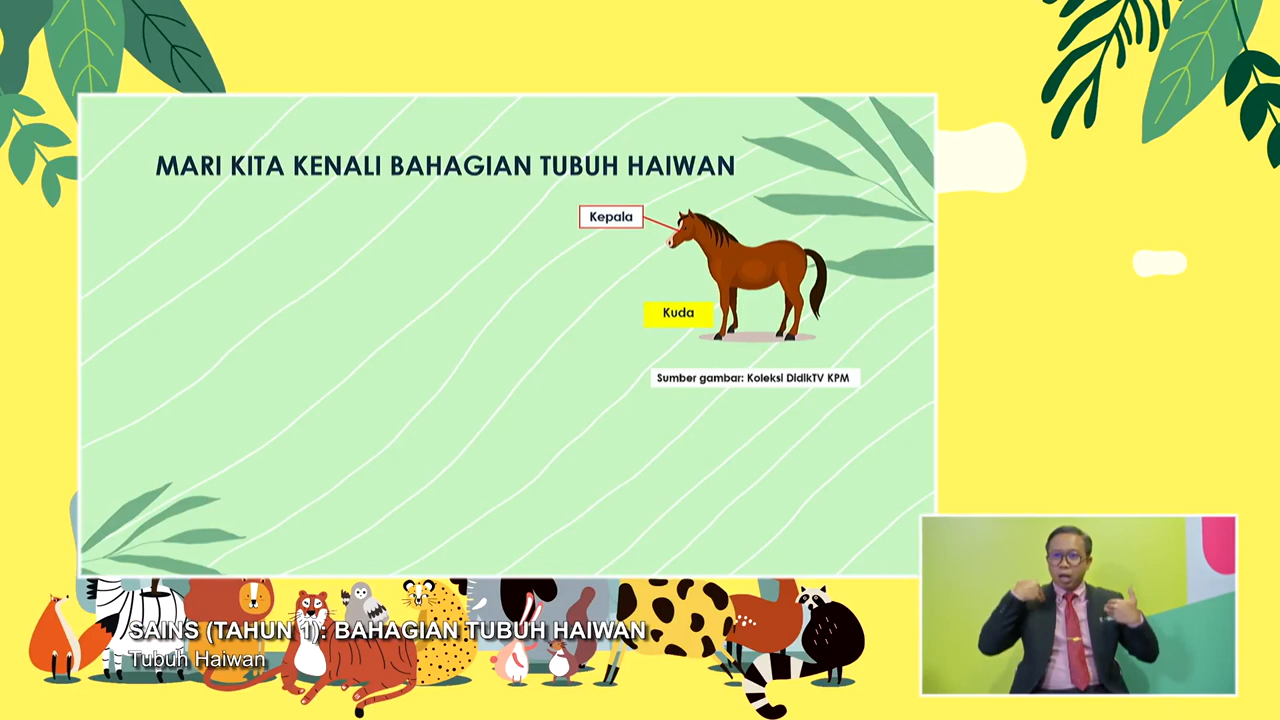 MARI KITA KENALI BAHAGIAN TUBUH HAIWAN
Kepala
Kuda
Sumber gambar: Koleksi DidikTV KPM
SAINS (TAHUN 1): BAHAGIAN TUBUH HAIWAN
Tubuh Haiwan